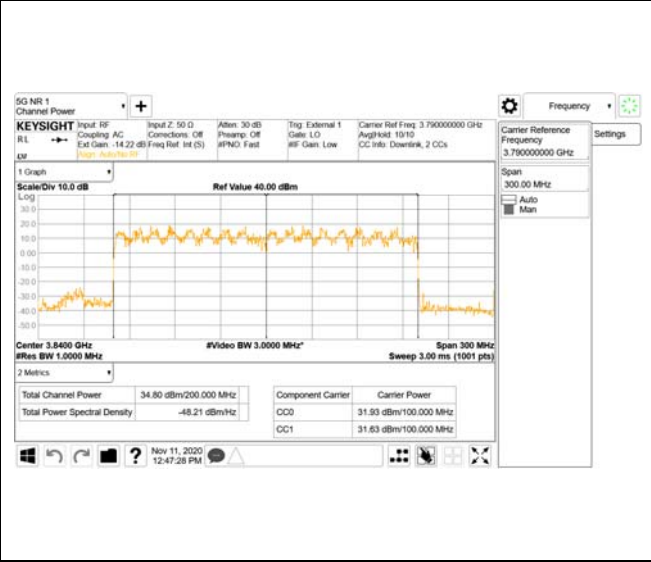 5G NR 1
Channel Power
Frequency
KEYSIGHT
Input: RF
Input Z: 50 Ω
Atten: 30 dB
Trig: External 1
Carrier Ref Freq: 3.790000000 GHz
R L
Coupling: AC
Corrections: Off
Preamp: Off
Gate: LO
Avg|Hold: 10/10
Ext Gain: -14.22 dB
Freq Ref: Int (S)
#PNO: Fast
#IF Gain: Low
CC Info: Downlink, 2 CCs
Align: Auto/No RF
Carrier Reference
Frequency
3.790000000 GHz
Settings
Span
300.00 MHz
Auto
Man
1 Graph
Scale/Div 10.0 dB
Ref Value 40.00 dBm
Log
30.0
20.0
10.0
0.00
-10.0
-20.0
-30.0
-40.0
-50.0
Center 3.8400 GHz
#Video BW 3.0000 MHz*
Span 300 MHz
#Res BW 1.0000 MHz
Sweep 3.00 ms (1001 pts)
2 Metrics
Total Channel Power
34.80 dBm/200.000 MHz
Total Power Spectral Density
-48.21 dBm/Hz
Component Carrier
Carrier Power
CC0
31.93 dBm/100.000 MHz
CC1
31.63 dBm/100.000 MHz
?
Nov 11, 2020
12:47:28 PM